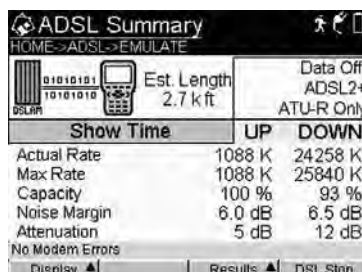 ADSL Summary
HOME->ADSL->EMULATE
01010101
10101010
DSLAM
Est. Length
2.7 k ft
Data Off
ADSL2+
ATU-R Only
Show Time UP DOWN
Actual Rate 1088 K 24258 K
Max Rate 1088 K 25840 K
Capacity 100 % 93 %
Noise Margin 6.0 dB 6.5 dB
Attenuation 5 dB 12 dB
No Modem Errors
Display Results DSL Stop